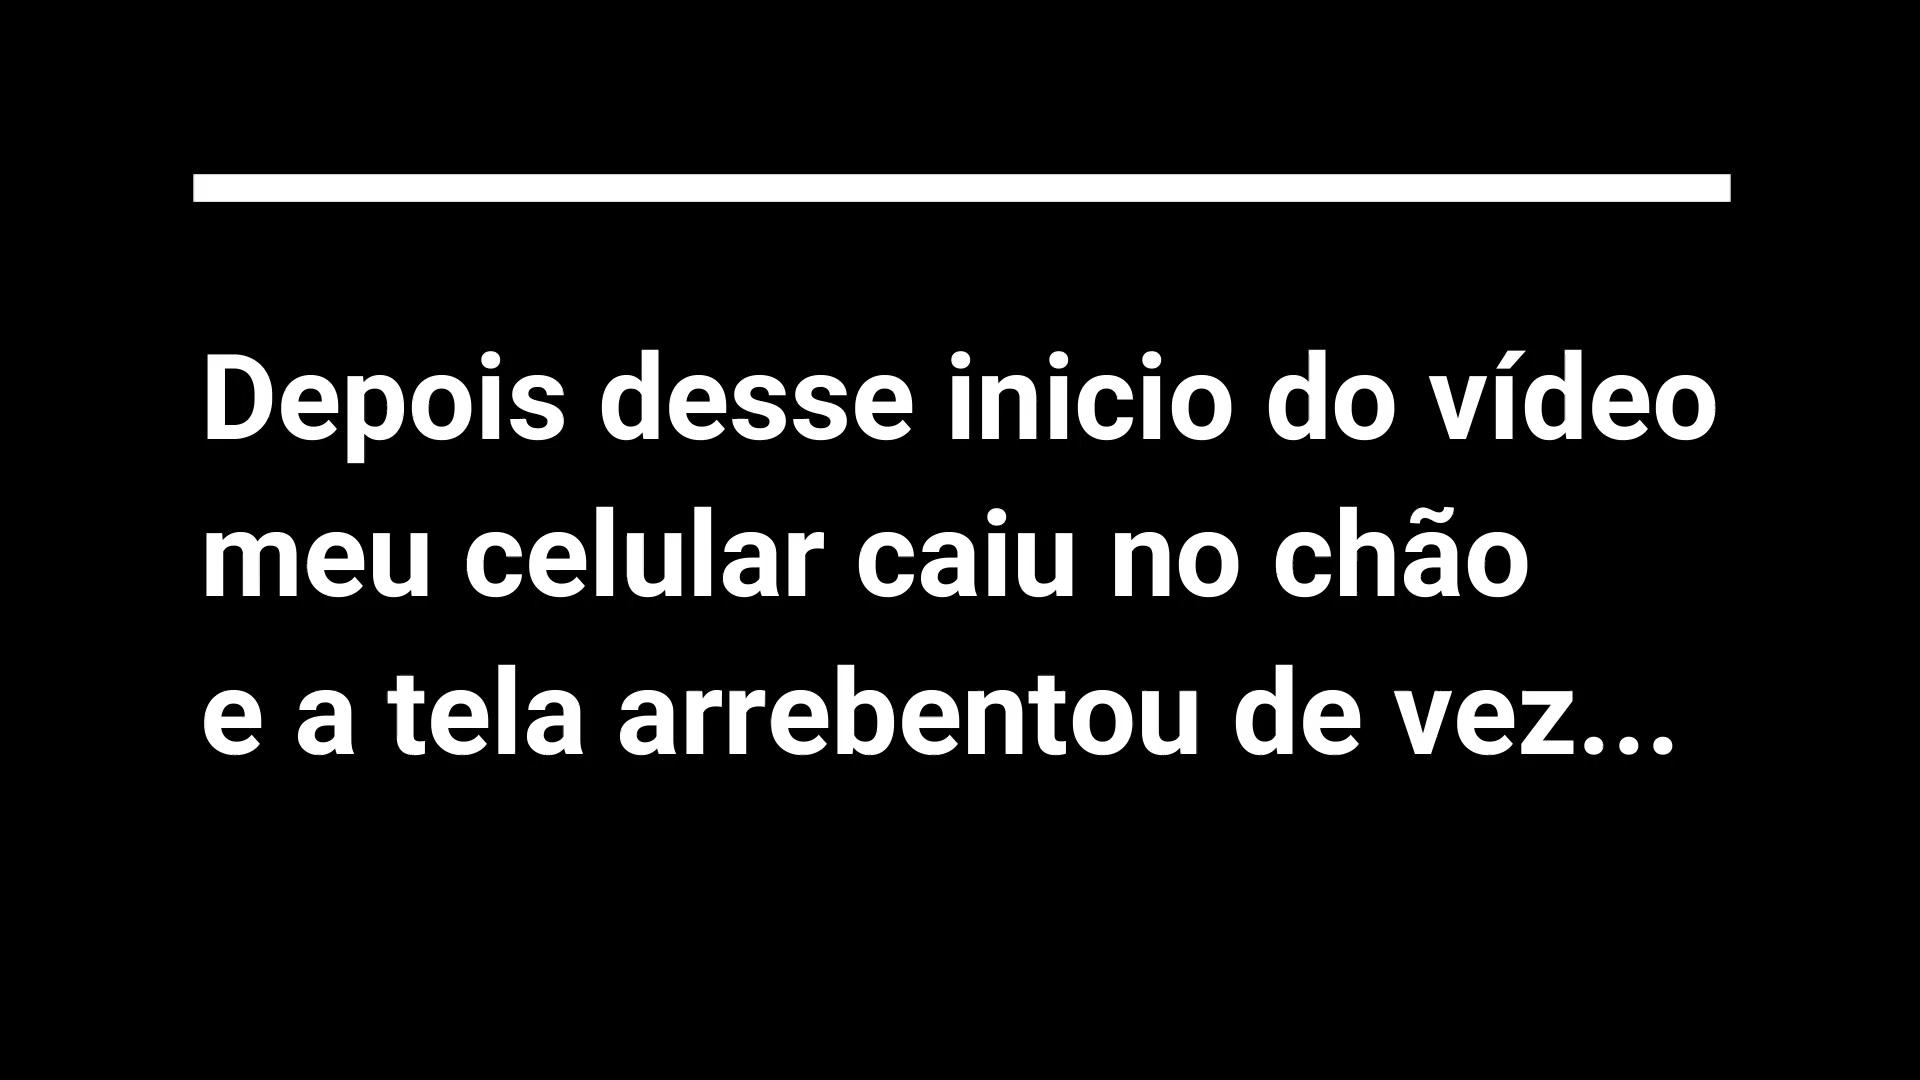 Depois desse inicio do vídeo
meu celular caiu no chão
e a tela arrebentou de vez...